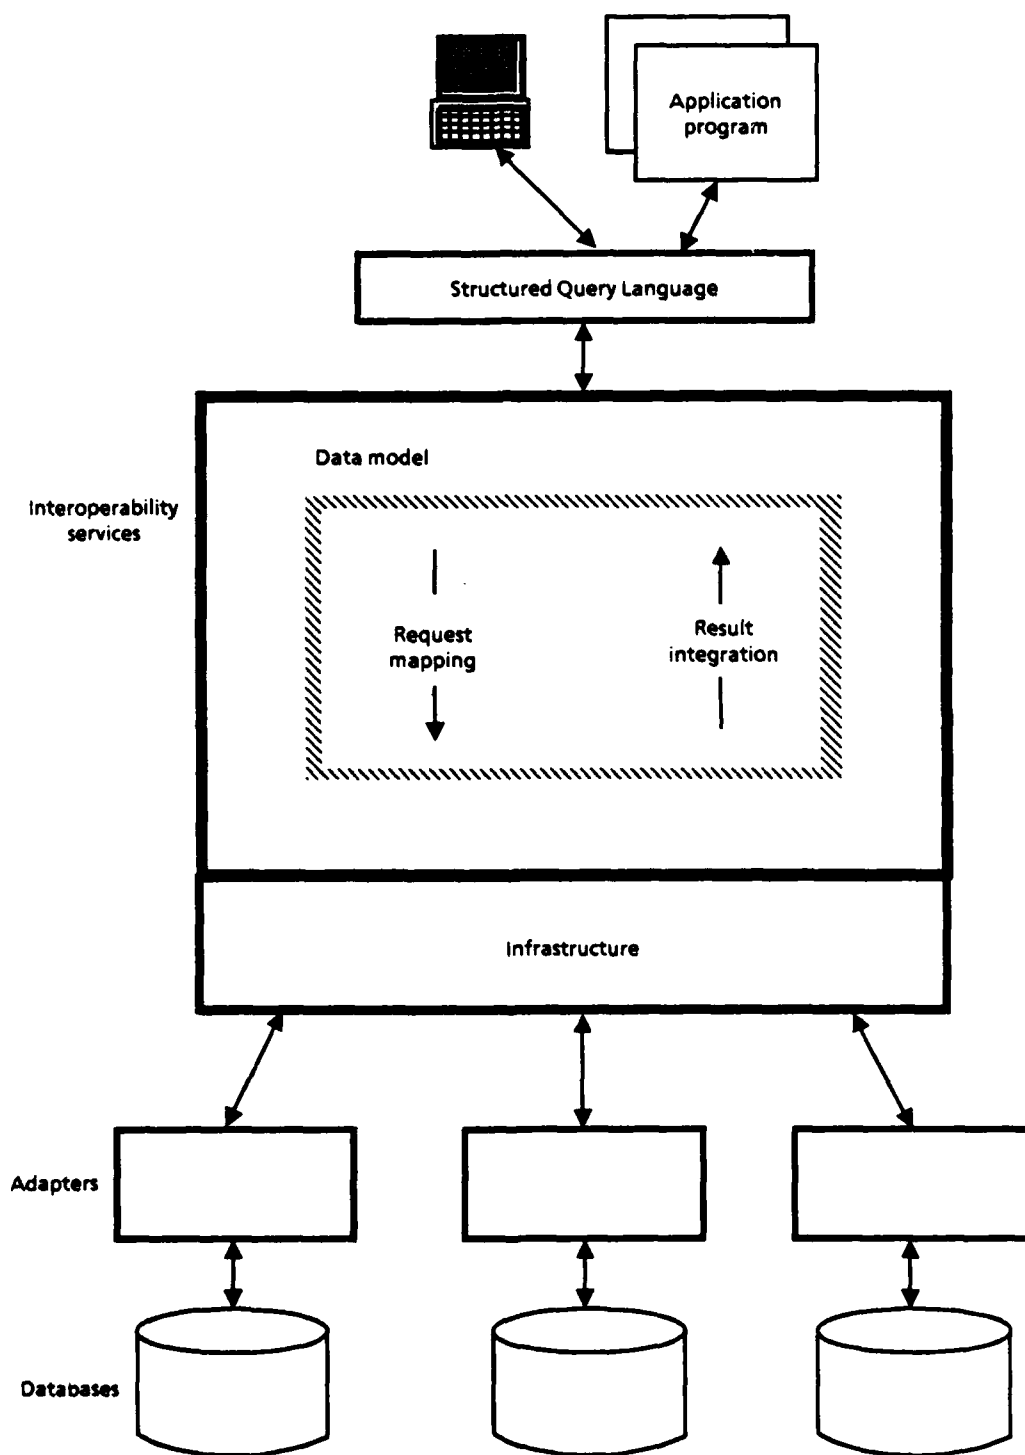 Application
program
Structured Query Language
Data model
Interoperability
services
Request
mapping
Result
integration
Infrastructure
Adapters
Databases